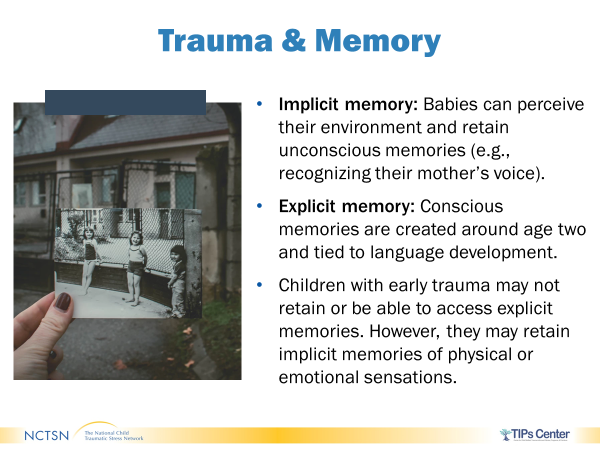 Trauma & Memory
• Implicit memory: Babies can perceive
their environment and retain
unconscious memories (e.g.,
recognizing their mother’s voice).
• Explicit memory: Conscious
memories are created around age two
and tied to language development.
• Children with early trauma may not
retain or be able to access explicit
memories. However, they may retain
implicit memories of physical or
emotional sensations.
NCTSN
The National Child
Traumatic Stress Network
TIPs Center